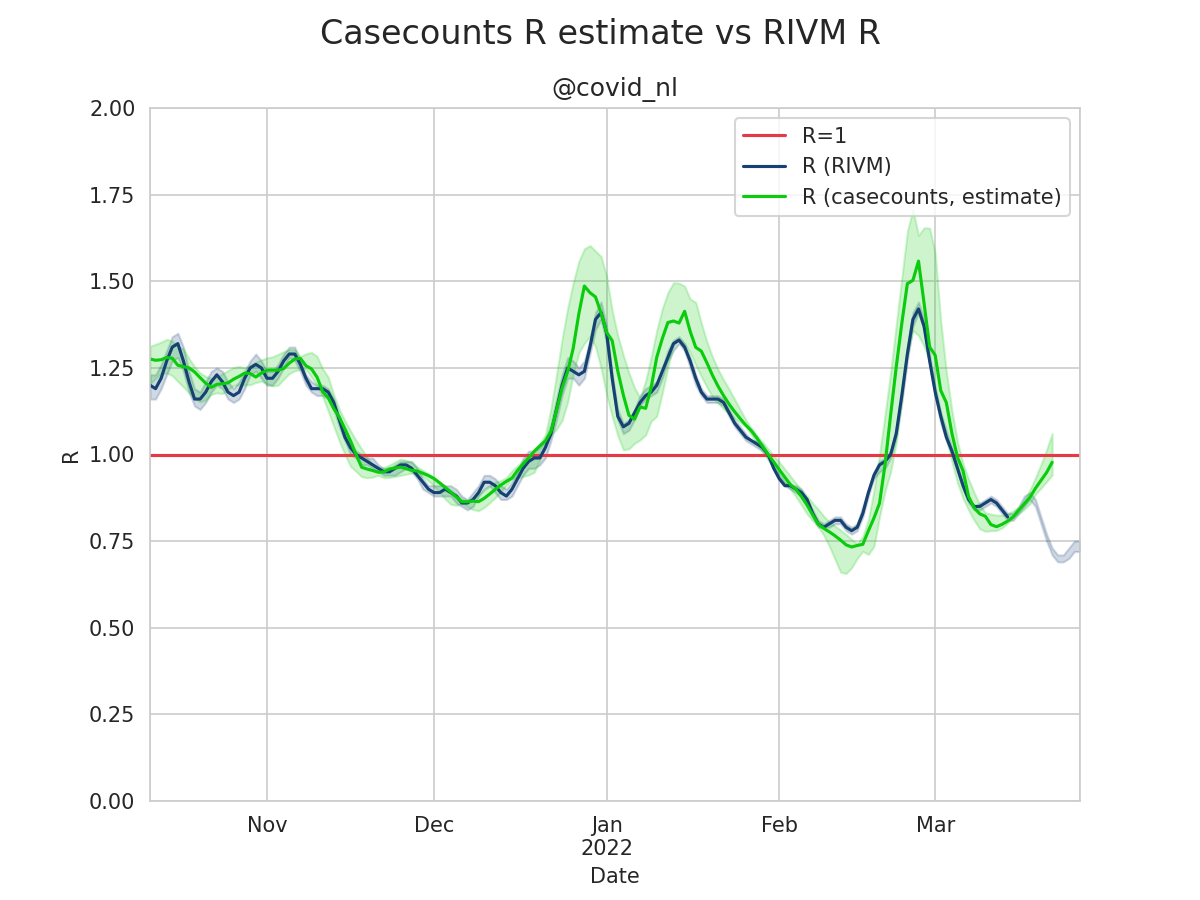 Casecounts R estimate vs RIVM R
@covid_nl
R=1
R (RIVM)
R (casecounts, estimate)
2.00
1.75
1.50
1.25
1.00
0.75
0.50
0.25
0.00
R
Nov
Dec
Jan
2022
Feb
Mar
Date